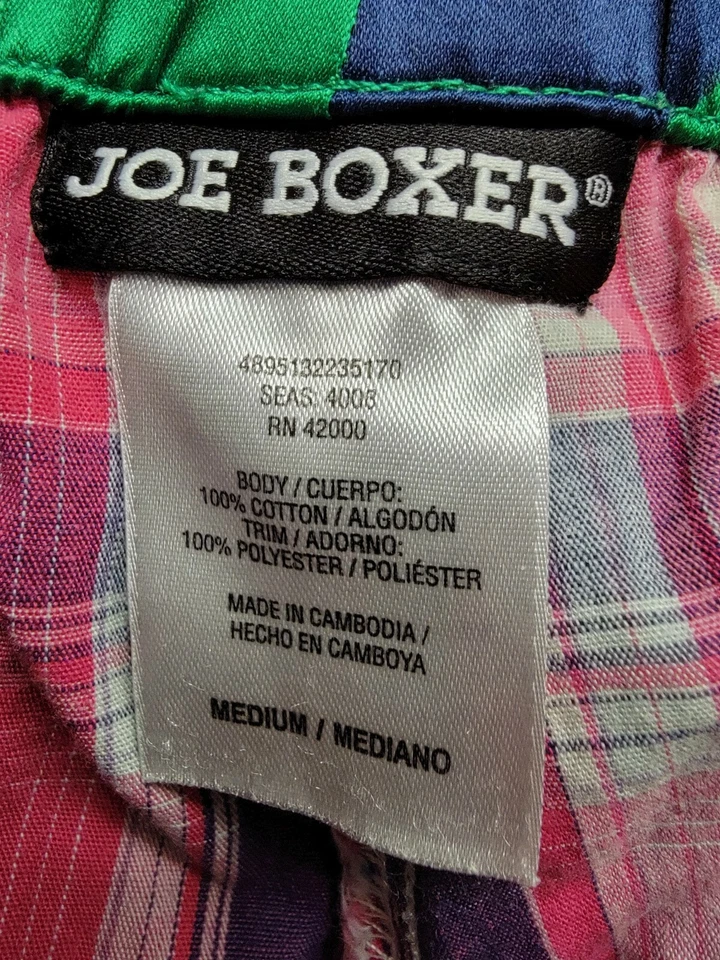 JOE BOXER®
4895132235170
SEAS: 4008
RN 42000
BODY / CUERPO:
100% COTTON / ALGODÓN
TRIM / ADORNO:
100% POLYESTER / POLIÉSTER
MADE IN CAMBODIA /
HECHO EN CAMBOYA
MEDIUM / MEDIANO